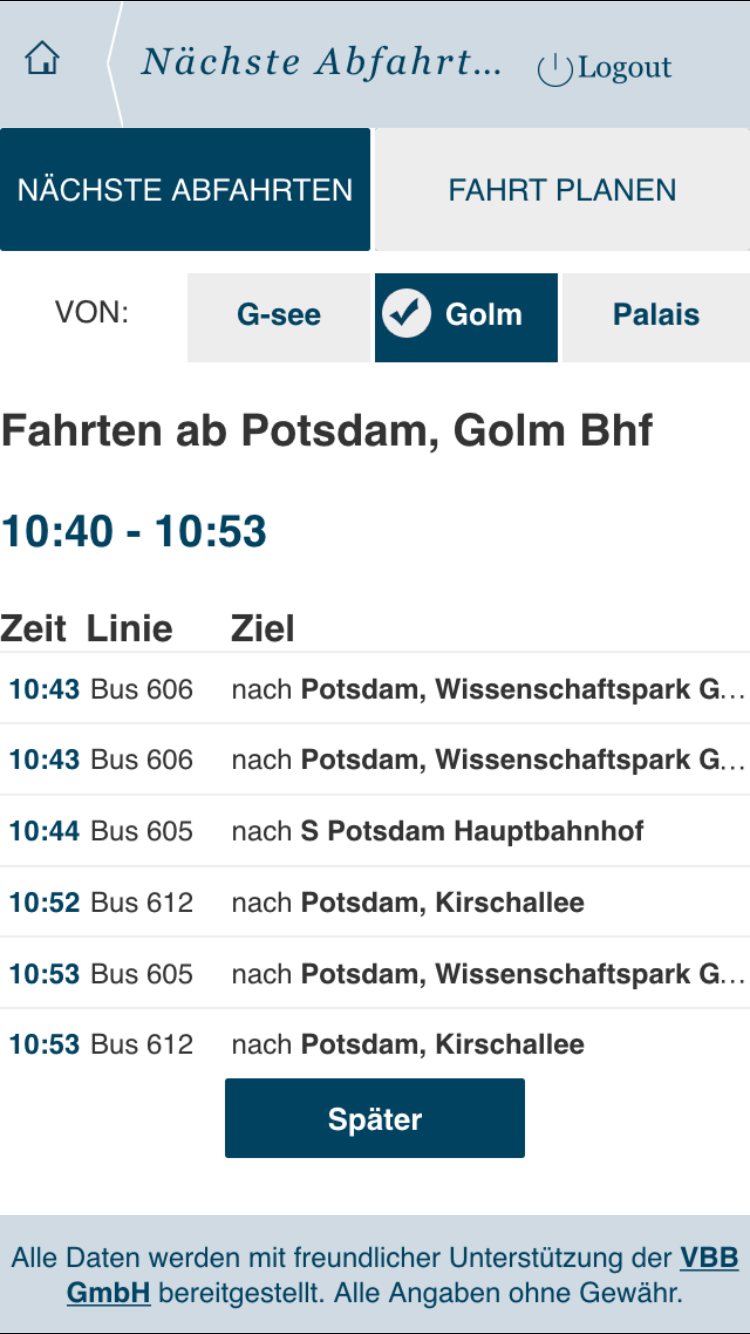 Nächste Abfahrt... Logout
NÄCHSTE ABFAHRTEN FAHRT PLANEN
VON: G-see Golm Palais
Fahrten ab Potsdam, Golm Bhf
10:40 - 10:53
Zeit Linie Ziel
10:43 Bus 606 nach Potsdam, Wissenschaftspark G...
10:43 Bus 606 nach Potsdam, Wissenschaftspark G...
10:44 Bus 605 nach S Potsdam Hauptbahnhof
10:52 Bus 612 nach Potsdam, Kirschallee
10:53 Bus 605 nach Potsdam, Wissenschaftspark G...
10:53 Bus 612 nach Potsdam, Kirschallee
Später
Alle Daten werden mit freundlicher Unterstützung der VBB
GmbH bereitgestellt. Alle Angaben ohne Gewähr.